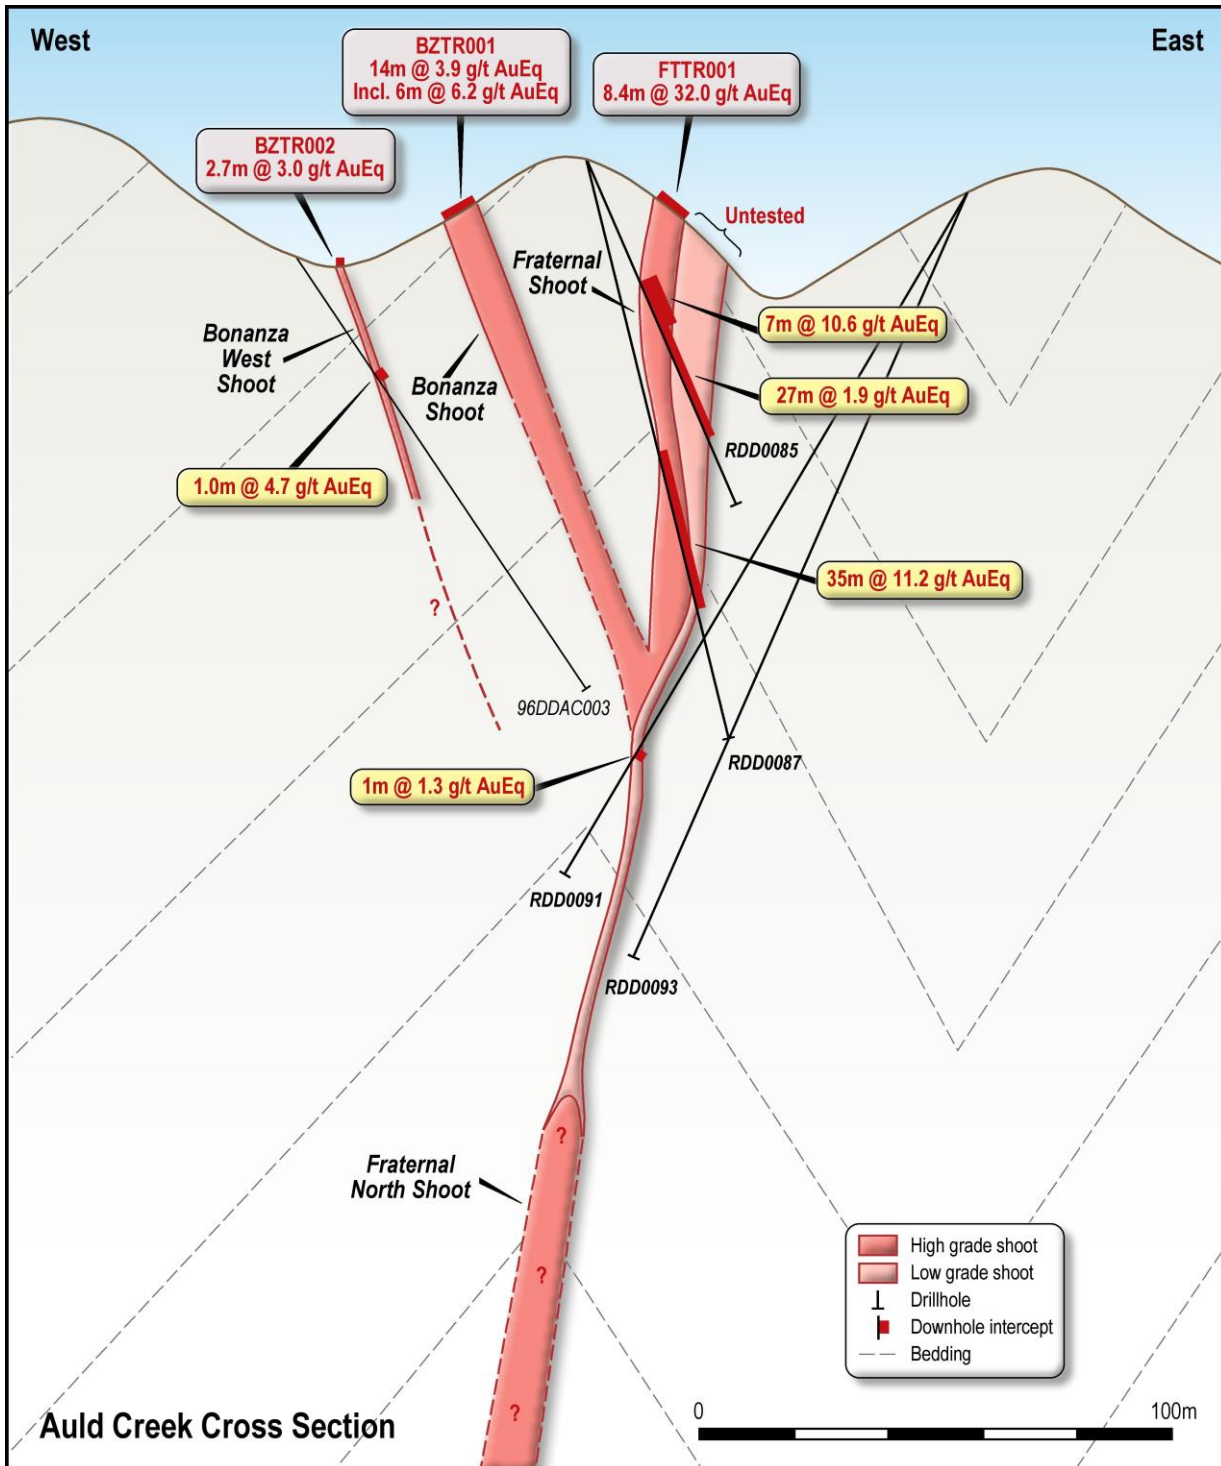 West
East
BZTR001
14m @ 3.9 g/t AuEq
Incl. 6m @ 6.2 g/t AuEq
FTTR001
8.4m @ 32.0 g/t AuEq
BZTR002
2.7m @ 3.0 g/t AuEq
Untested
Fraternal
Shoot
Bonanza
West
Shoot
Bonanza
Shoot
7m @ 10.6 g/t AuEq
27m @ 1.9 g/t AuEq
RDD0085
1.0m @ 4.7 g/t AuEq
35m @ 11.2 g/t AuEq
?
96DDAC003
RDD0087
1m @ 1.3 g/t AuEq
RDD0091
RDD0093
?
Fraternal
North Shoot
?
?
High grade shoot
Low grade shoot
Drillhole
Downhole intercept
Bedding
Auld Creek Cross Section
0
100m